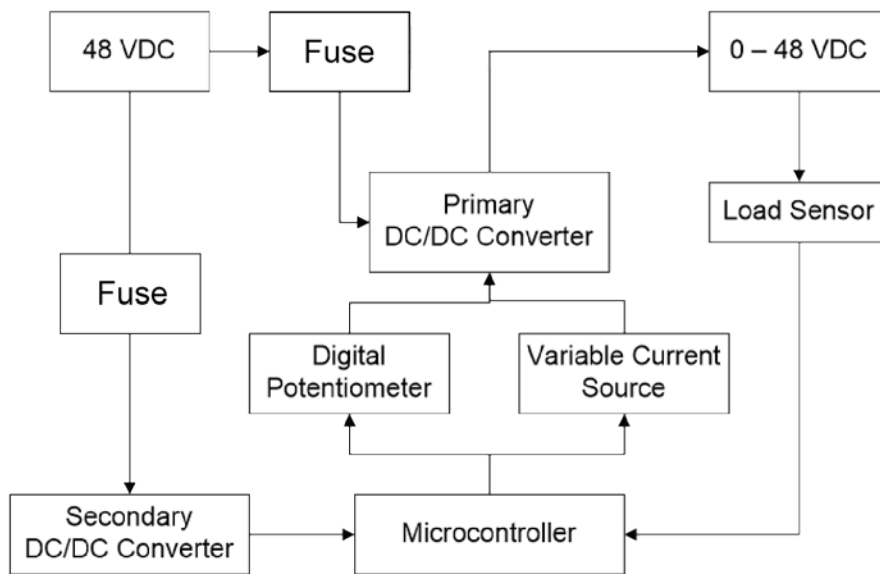 48 VDC
Fuse
0 – 48 VDC
Primary
DC/DC Converter
Load Sensor
Fuse
Digital
Potentiometer
Variable Current
Source
Secondary
DC/DC Converter
Microcontroller